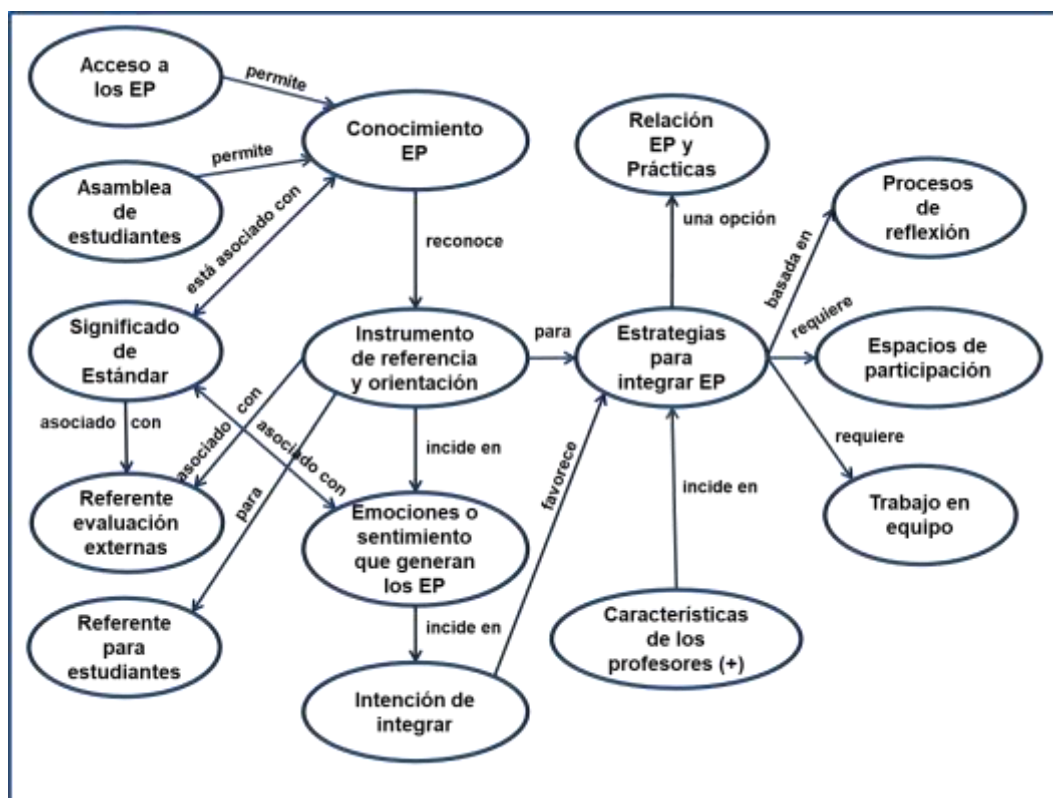 Acceso a
los EP
permite
Conocimiento
EP
Relación
EP y
Prácticas
permite
Asamblea
de
estudiantes
Procesos
de
reflexión
una opción
está asociado con
reconoce
basada en
Significado
de
Estándar
Instrumento
de referencia
y orientación
para
Estrategias
para
integrar EP
requiere
Espacios de
participación
asociado con
asociado con
asociado con
incide en
requiere
favorece
incide en
para
Referente
evaluación
externas
Emociones o
sentimiento
que generan
los EP
Trabajo en
equipo
Referente
para
estudiantes
incide en
Características
de los
profesores (+)
Intención de
integrar